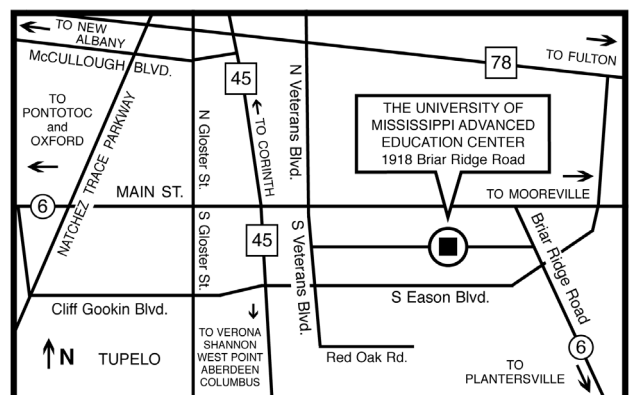 TO NEW
ALBANY
McCULLOUGH BLVD.
TO
PONTOTOC
and
OXFORD
NATCHEZ TRACE PARKWAY
N Gloster St.
45
TO CORINTH
N Veterans Blvd.
78
TO FULTON
THE UNIVERSITY OF
MISSISSIPPI ADVANCED
EDUCATION CENTER
1918 Briar Ridge Road
6
MAIN ST.
TO MOOREVILLE
S Gloster St.
45
S Veterans Blvd.
Briar Ridge Road
Cliff Gookin Blvd.
S Eason Blvd.
N
TUPELO
TO VERONA
SHANNON
WEST POINT
ABERDEEN
COLUMBUS
Red Oak Rd.
6
TO
PLANTERSVILLE